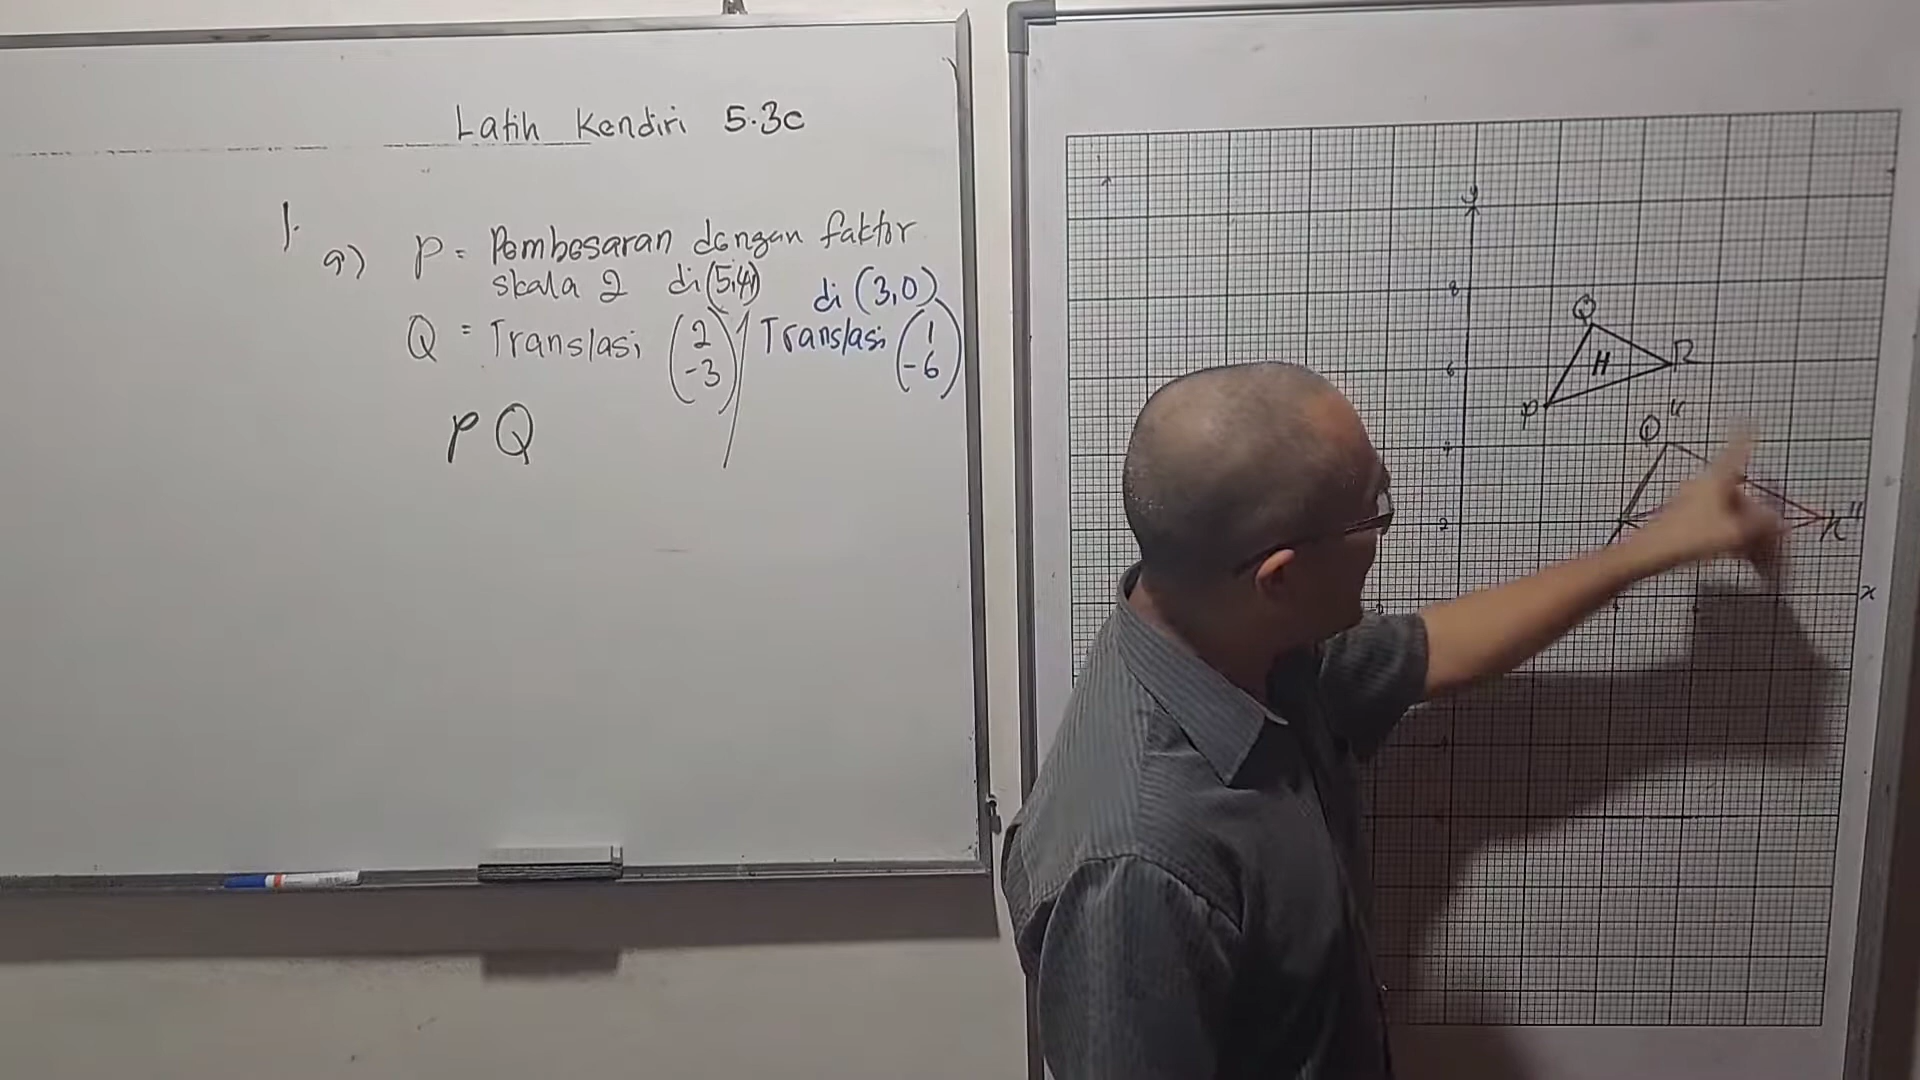 Latih Kendiri 5.3c
1.
a) P = Pembesaran dengan faktor
skala 2 di (5,4) di (3,0)
Q = Translasi (2 -3) / Translasi (1 -6)
P Q
y
8
Q
6
H
R
P
4
Q"
2
R"
x